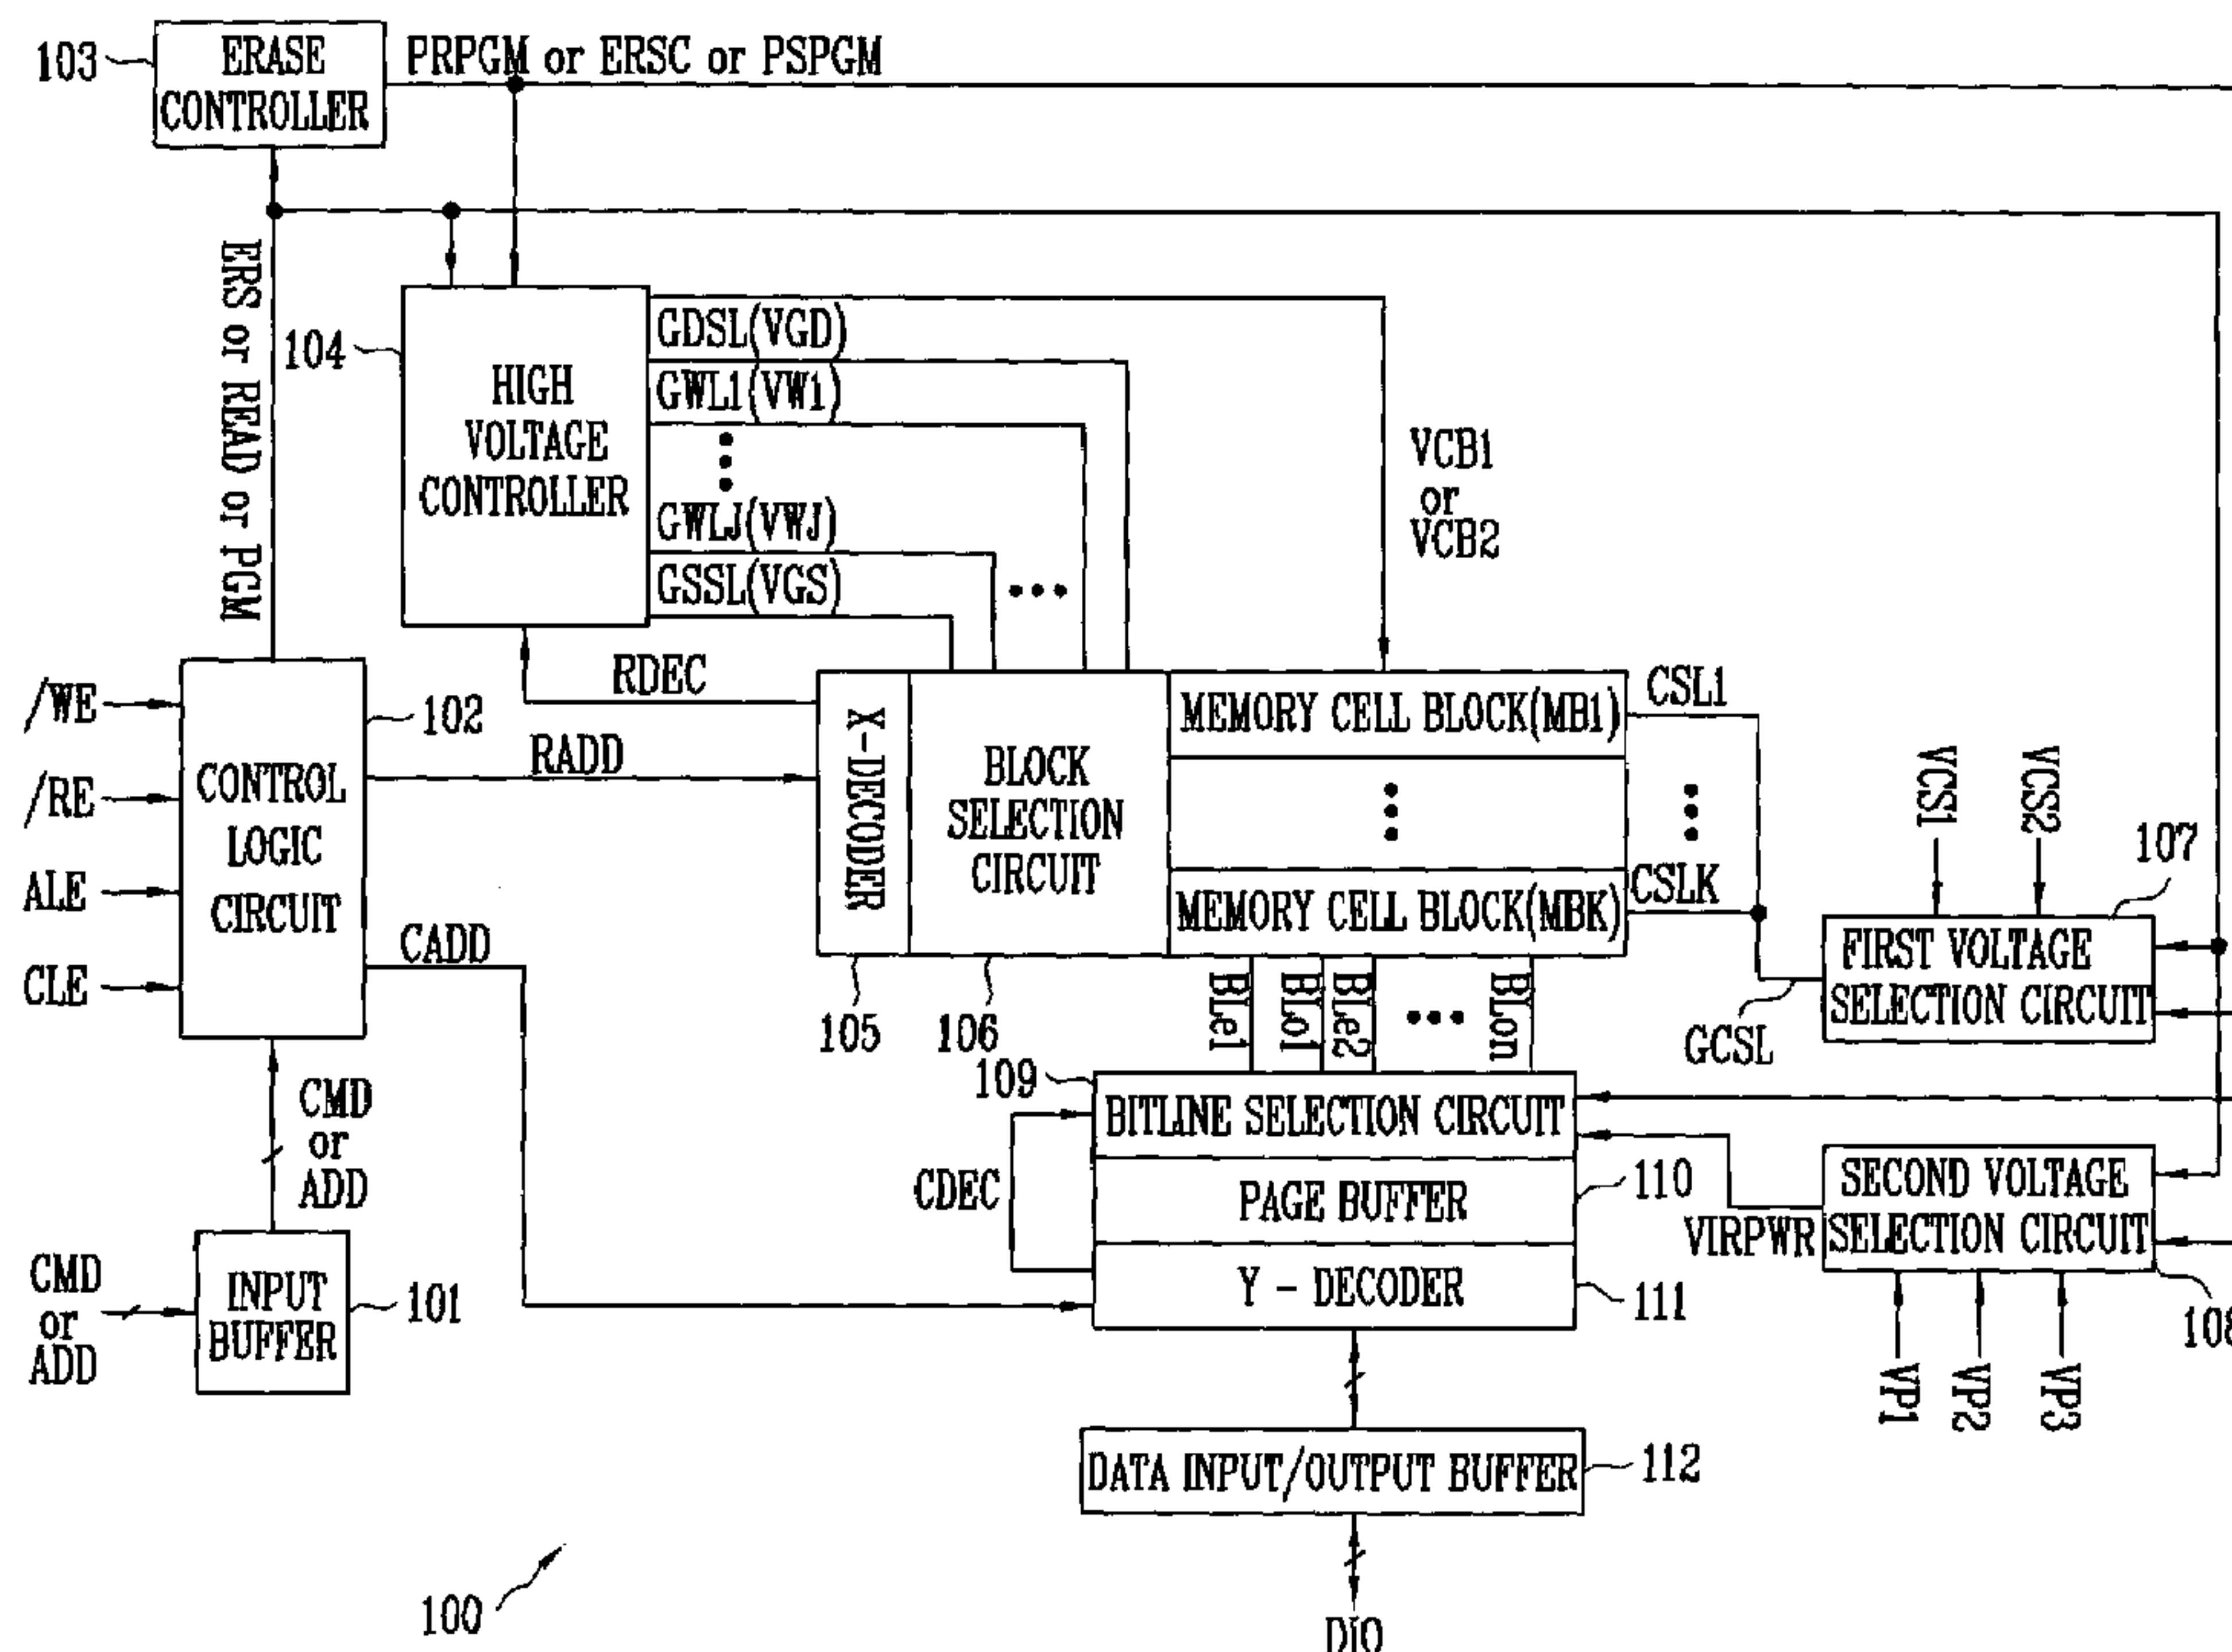 103
ERASE
CONTROLLER
PRPGM or ERSC or PSPGM
ERS or READ or PGM
104
HIGH
VOLTAGE
CONTROLLER
GDSL(VGD)
GWL1(VW1)
GWLJ(VWJ)
GSSL(VGS)
VCB1
or
VCB2
RDEC
/WE
/RE
ALE
CLE
102
CONTROL
LOGIC
CIRCUIT
RADD
CADD
X-DECODER
BLOCK
SELECTION
CIRCUIT
MEMORY CELL BLOCK(MB1)
MEMORY CELL BLOCK(MBK)
CSL1
CSLK
VCS1
VCS2
107
FIRST VOLTAGE
SELECTION CIRCUIT
GCSL
105
106
BLe1
BLo1
BLe2
BLon
109
BITLINE SELECTION CIRCUIT
CDEC
PAGE BUFFER
110
Y - DECODER
111
SECOND VOLTAGE
SELECTION CIRCUIT
VIRPWR
108
VP1
VP2
VP3
CMD
or
ADD
CMD
or
ADD
INPUT
BUFFER
101
DATA INPUT/OUTPUT BUFFER
112
DIO
100